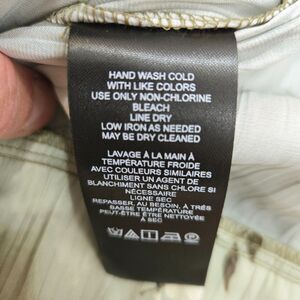 HAND WASH COLD
WITH LIKE COLORS
USE ONLY NON-CHLORINE
BLEACH
LINE DRY
LOW IRON AS NEEDED
MAY BE DRY CLEANED
LAVAGE À LA MAIN À
TEMPÉRATURE FROIDE
AVEC COULEURS SIMILAIRES
UTILISER UN AGENT DE
BLANCHIMENT SANS CHLORE SI
NÉCESSAIRE
LIGNE SEC
REPASSER, AU BESOIN, À TRÈS
BASSE TEMPÉRATURE
PEUT-ÊTRE ÊTRE NETTOYÉE
À SEC